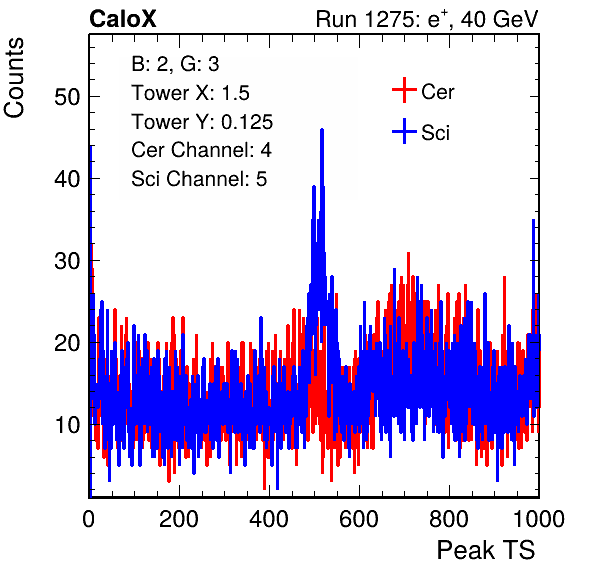 CaloX Run 1275: e+, 40 GeV
Counts
B: 2, G: 3
Tower X: 1.5
Tower Y: 0.125
Cer Channel: 4
Sci Channel: 5
Cer
Sci
50
40
30
20
10
0 200 400 600 800 1000
Peak TS